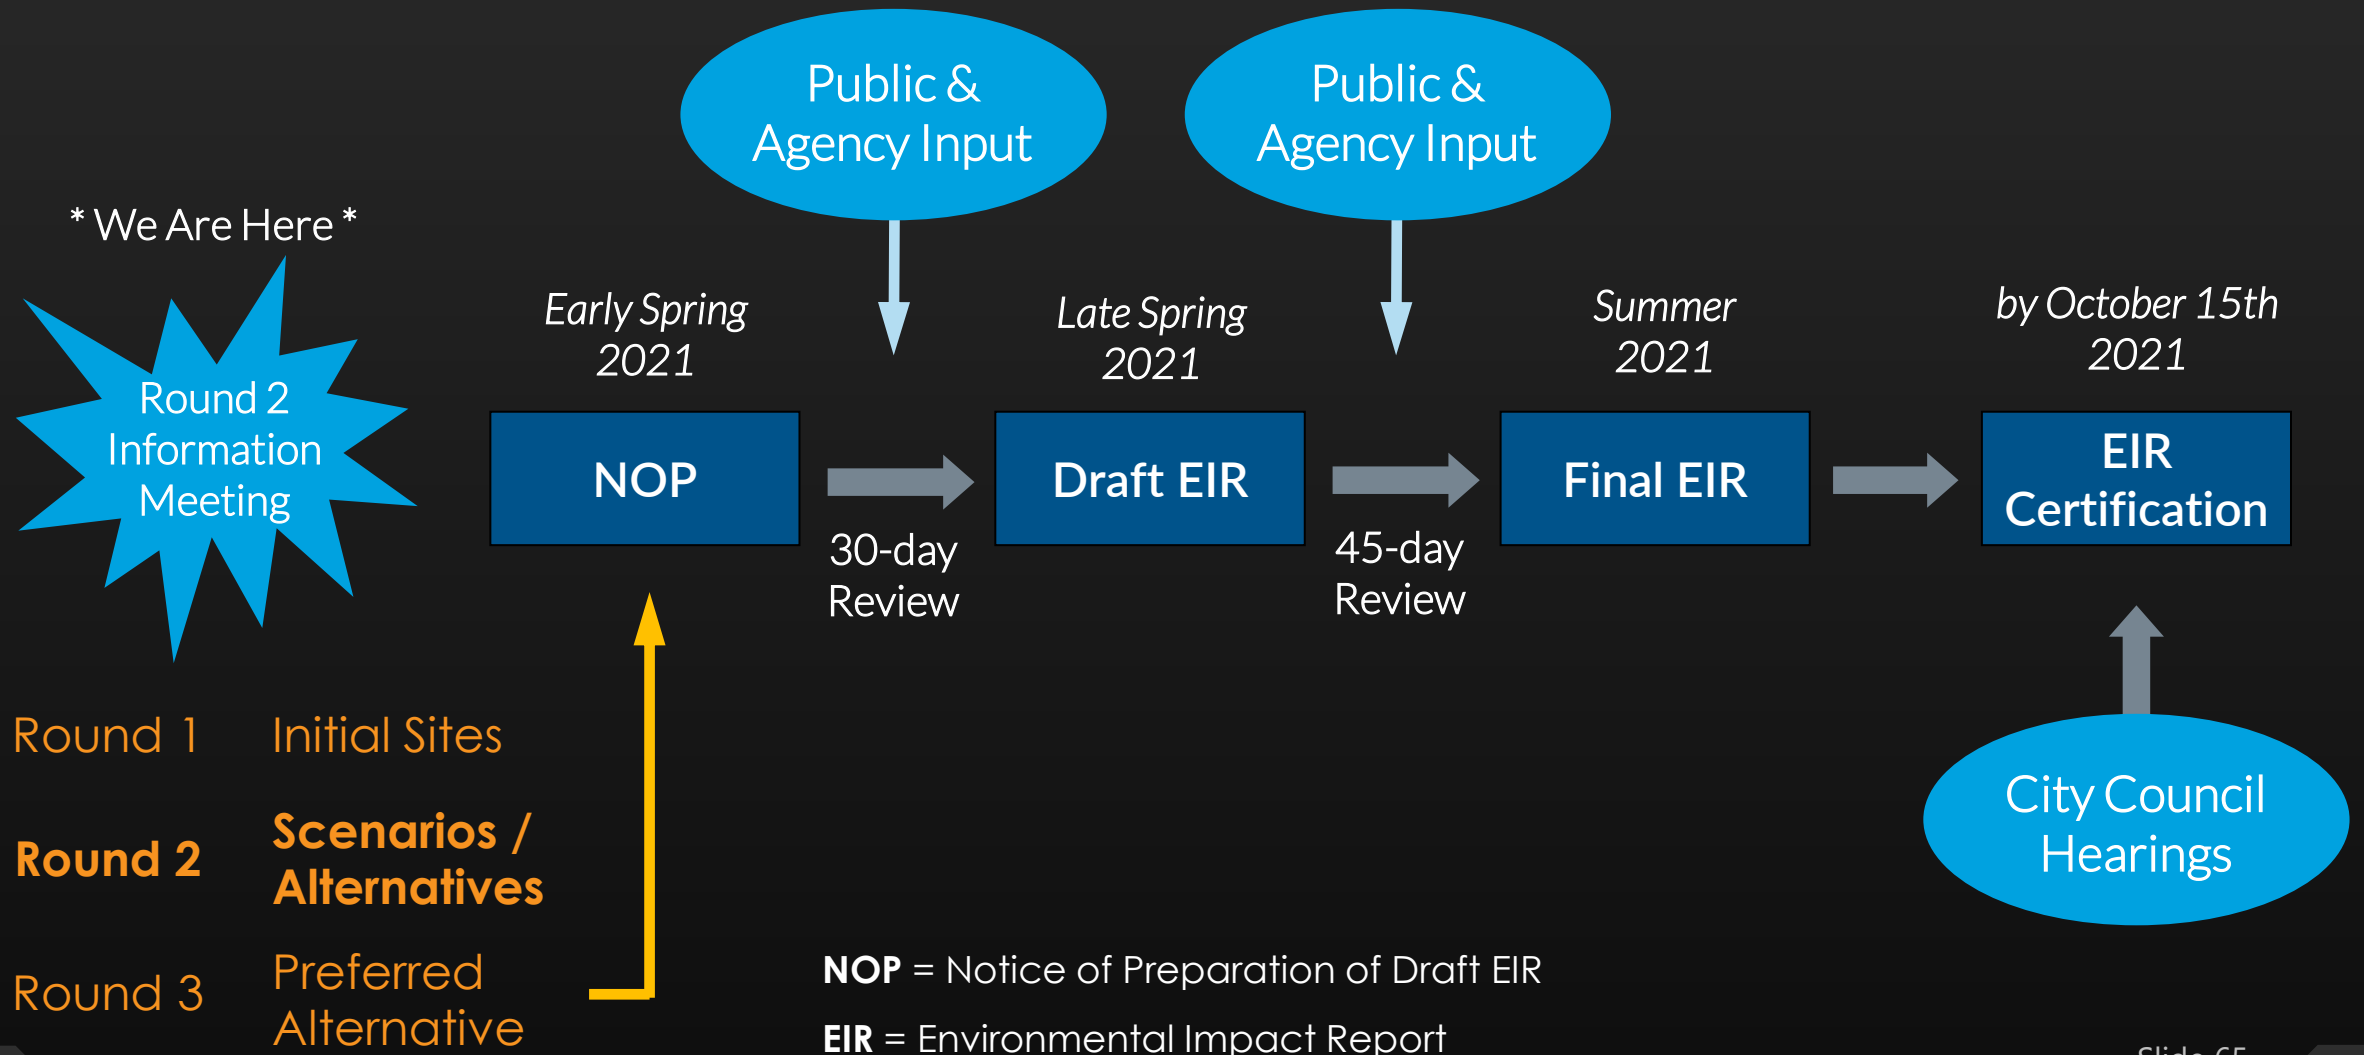 Public &
Agency Input
Public &
Agency Input
* We Are Here *
Round 2
Information
Meeting
Early Spring
2021
Late Spring
2021
Summer
2021
by October 15th
2021
NOP
Draft EIR
Final EIR
EIR
Certification
30-day
Review
45-day
Review
Round 1 Initial Sites
Round 2 Scenarios /
Alternatives
Round 3 Preferred
Alternative
City Council
Hearings
NOP = Notice of Preparation of Draft EIR
EIR = Environmental Impact Report
Slide 65